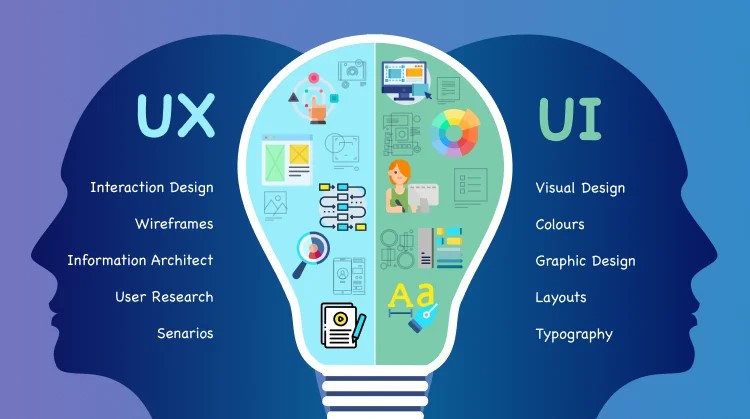 UX
Interaction Design
Wireframes
Information Architect
User Research
Senarios
Aa
UI
Visual Design
Colours
Graphic Design
Layouts
Typography